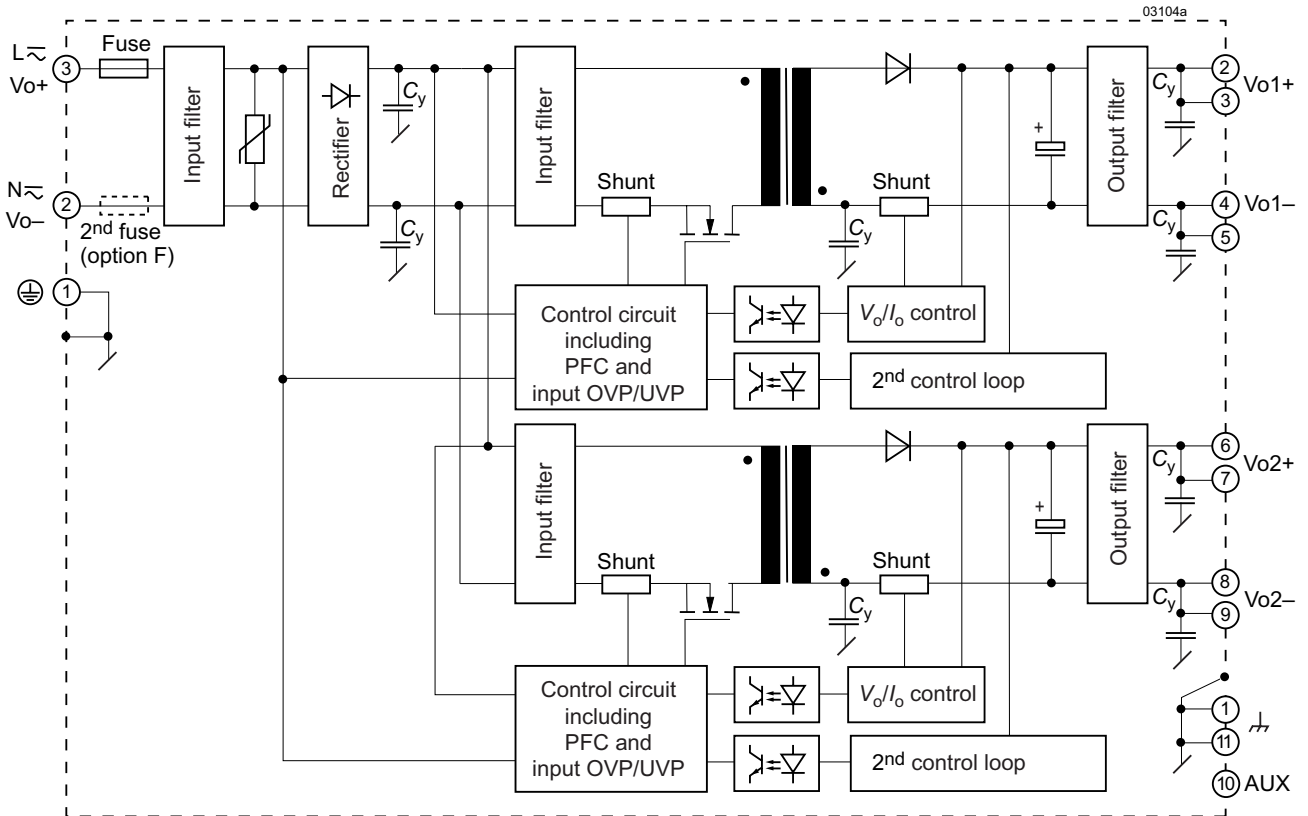 03104a
L
Vo+
3
Fuse
Input filter
Rectifier
Cy
Input filter
Shunt
Shunt
+
Output filter
Cy
2
3
Vo1+
N
Vo–
2
2nd fuse
(option F)
Cy
Cy
Cy
4
5
Vo1–
1
Control circuit
including
PFC and
input OVP/UVP
Vo/Io control
2nd control loop
Input filter
Shunt
Shunt
+
Output filter
Cy
6
7
Vo2+
Cy
Cy
8
9
Vo2–
Control circuit
including
PFC and
input OVP/UVP
Vo/Io control
2nd control loop
1
11
10
AUX